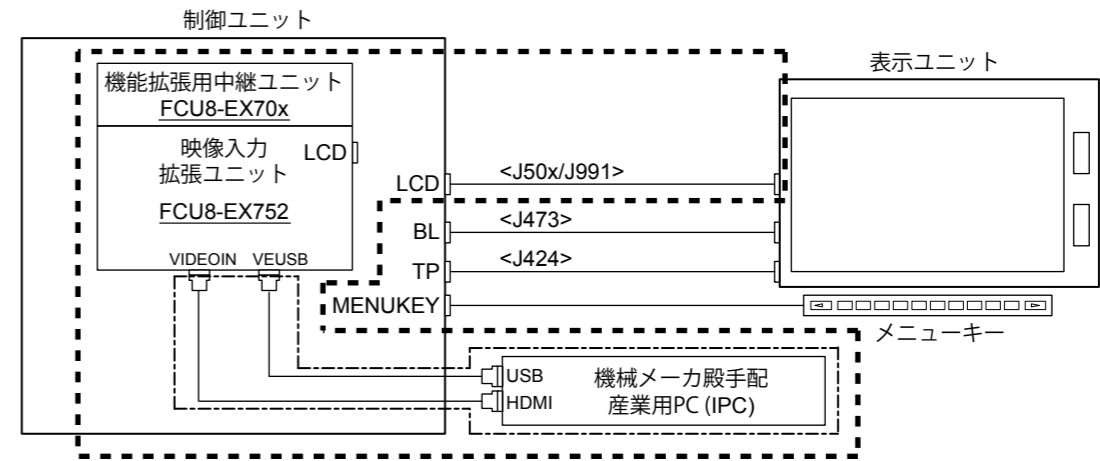 制御ユニット
表示ユニット
機能拡張用中継ユニット
FCU8-EX70x
映像入力
拡張ユニット
LCD
FCU8-EX752
VIDEOIN VEUSB
LCD
<J50x/J991>
BL
<J473>
TP
<J424>
MENUKEY
メニューキー
USB
HDMI
機械メーカ殿手配
産業用PC (IPC)